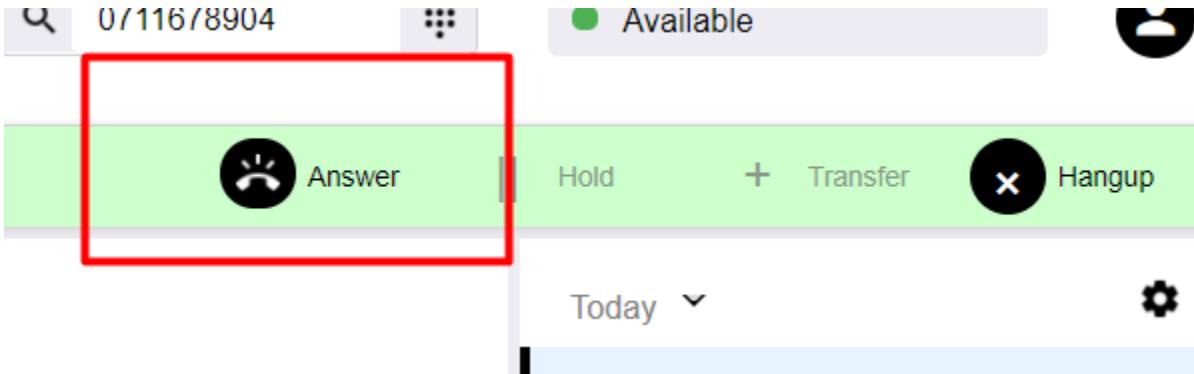 0711678904
Available
Answer
Hold
+ Transfer
Hangup
Today